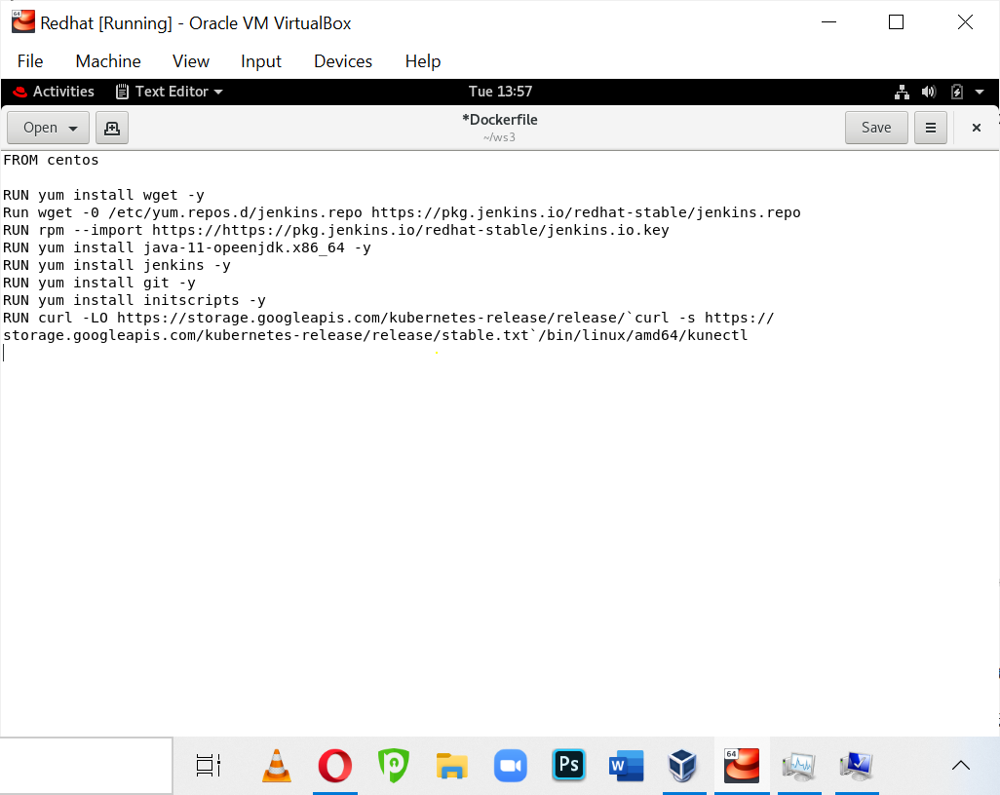 Redhat [Running] - Oracle VM VirtualBox
File Machine View Input Devices Help
Activities Text Editor Tue 13:57
Open *Dockerfile Save
~/ws3
FROM centos
RUN yum install wget -y
Run wget -0 /etc/yum.repos.d/jenkins.repo https://pkg.jenkins.io/redhat-stable/jenkins.repo
RUN rpm --import https://https://pkg.jenkins.io/redhat-stable/jenkins.io.key
RUN yum install java-11-opeenjdk.x86_64 -y
RUN yum install jenkins -y
RUN yum install git -y
RUN yum install initscripts -y
RUN curl -LO https://storage.googleapis.com/kubernetes-release/release/`curl -s https://
storage.googleapis.com/kubernetes-release/release/stable.txt`/bin/linux/amd64/kunectl
Ps W 64